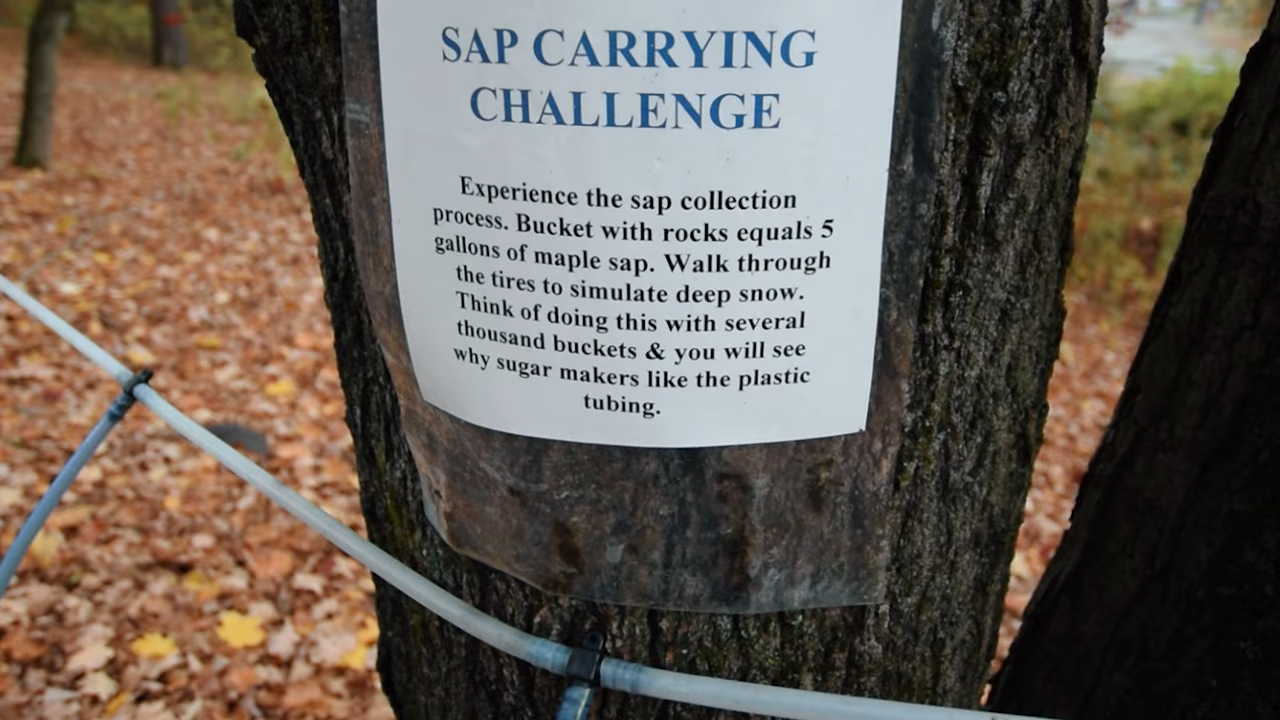 SAP CARRYING
CHALLENGE
Experience the sap collection
process. Bucket with rocks equals 5
gallons of maple sap. Walk through
the tires to simulate deep snow.
Think of doing this with several
thousand buckets & you will see
why sugar makers like the plastic
tubing.